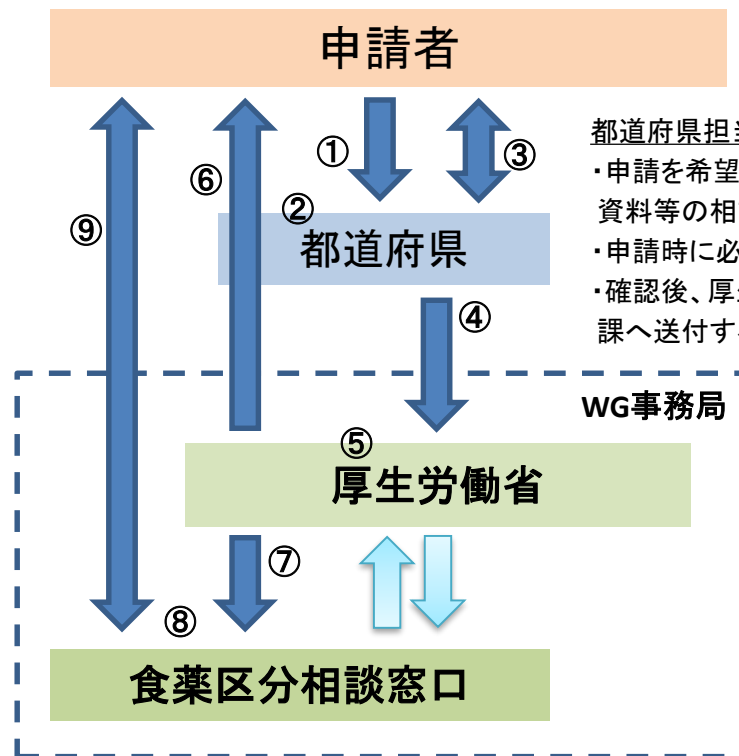 申請者
①
③
⑥
②
⑨
都道府県
都道府県担
・申請を希望
資料等の相
・申請時に必
・確認後、厚
課へ送付す
④
WG事務局
⑤
厚生労働省
⑦
⑧
食薬区分相談窓口